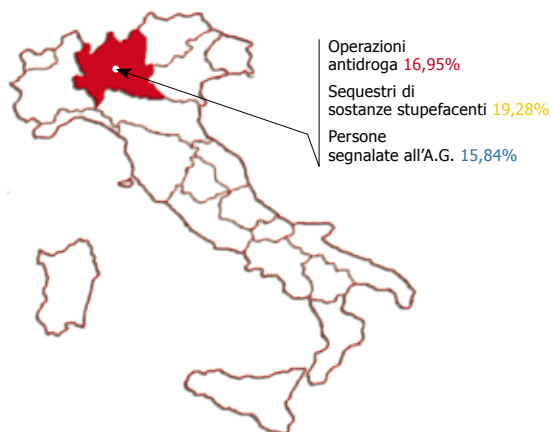 Operazioni
antidroga 16,95%
Sequestri di
sostanze stupefacenti 19,28%
Persone
segnalate all'A.G. 15,84%